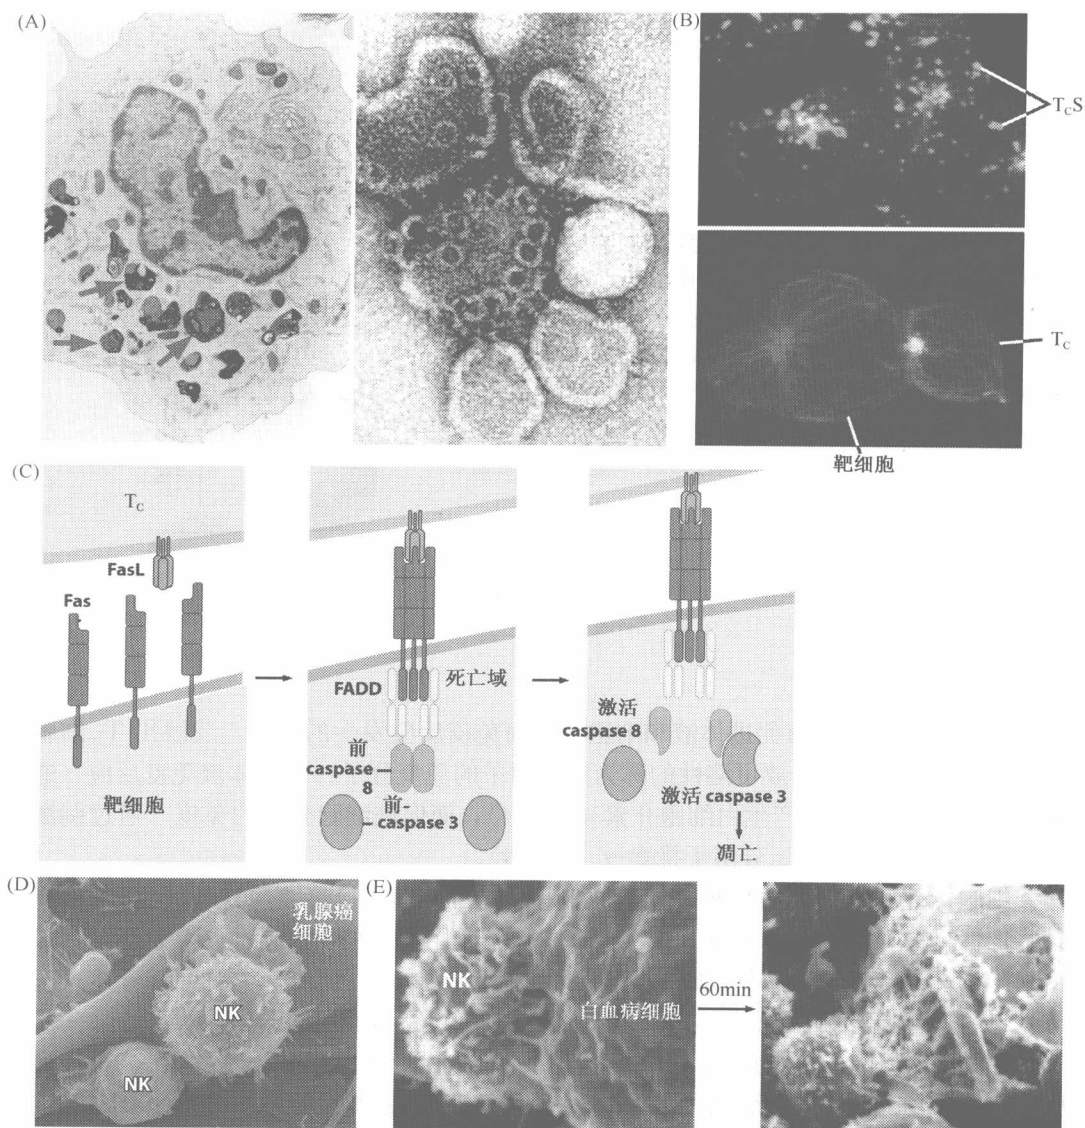 (A)
(B)
TcS
Tc
靶细胞
(C)
Tc
FasL
Fas
靶细胞
FADD
死亡域
前
caspase
8
前-
caspase 3
激活
caspase 8
激活 caspase 3
凋亡
(D)
乳腺癌
细胞
NK
NK
(E)
NK
白血病细胞
60min